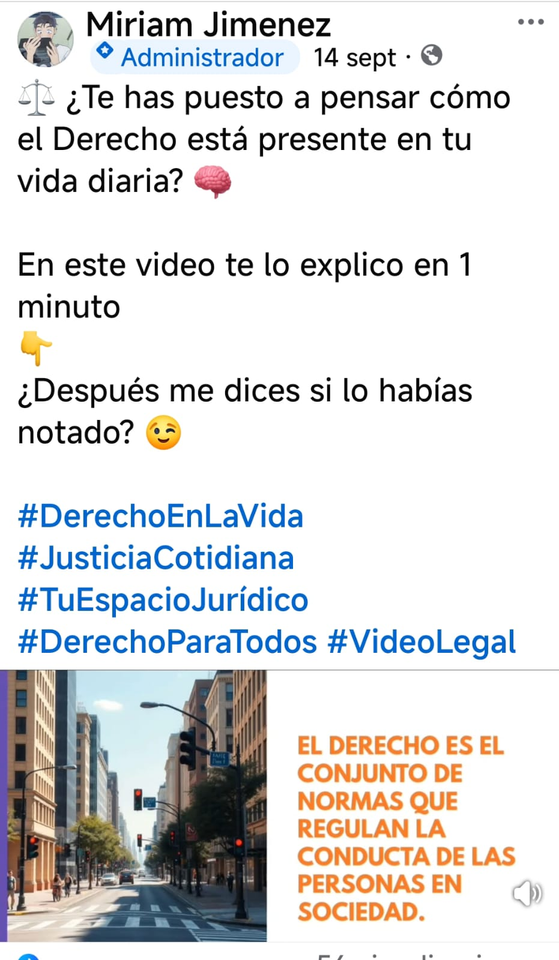 Miriam Jimenez
Administrador 14 sept ·
⚖️ ¿Te has puesto a pensar cómo
el Derecho está presente en tu
vida diaria? 🧠
En este video te lo explico en 1
minuto
👇
¿Después me dices si lo habías
notado? 😉
#DerechoEnLaVida
#JusticiaCotidiana
#TuEspacioJurídico
#DerechoParaTodos #VideoLegal
EL DERECHO ES EL
CONJUNTO DE
NORMAS QUE
REGULAN LA
CONDUCTA DE LAS
PERSONAS EN
SOCIEDAD.